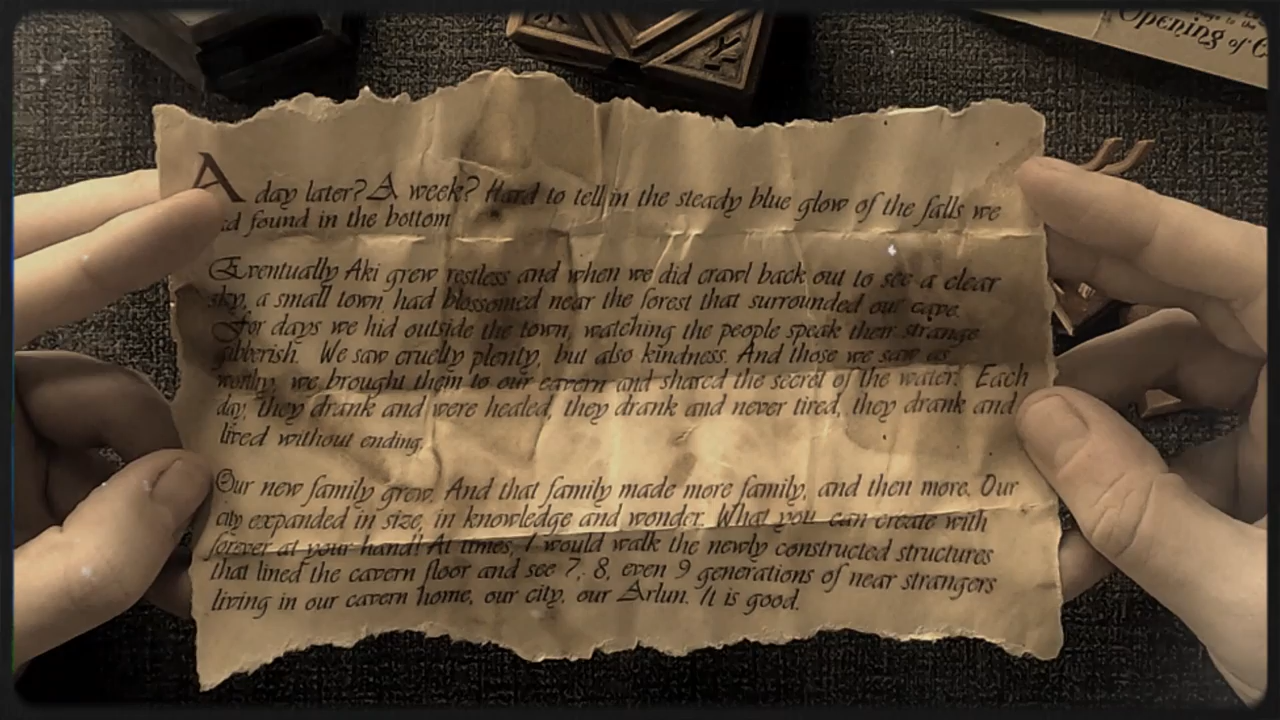 Opening of
A day later? A week? Hard to tell in the steady blue glow of the falls we
found in the bottom
Eventually Aki grew restless and when we did crawl back out to see a clear
sky, a small town had blossomed near the forest that surrounded our cave.
For days we hid outside the town, watching the people speak their strange
gibberish. We saw cruelty plenty, but also kindness. And those we saw as
worthy, we brought them to our cavern and shared the secret of the water. Each
day, they drank and were healed, they drank and never tired, they drank and
lived without ending.
Our new family grew. And that family made more family, and then more. Our
city expanded in size, in knowledge and wonder. What you can create with
forever at your hand! At times, I would walk the newly constructed structures
that lined the cavern floor and see 7, 8, even 9 generations of near strangers
living in our cavern home, our city, our Arlun. It is good.